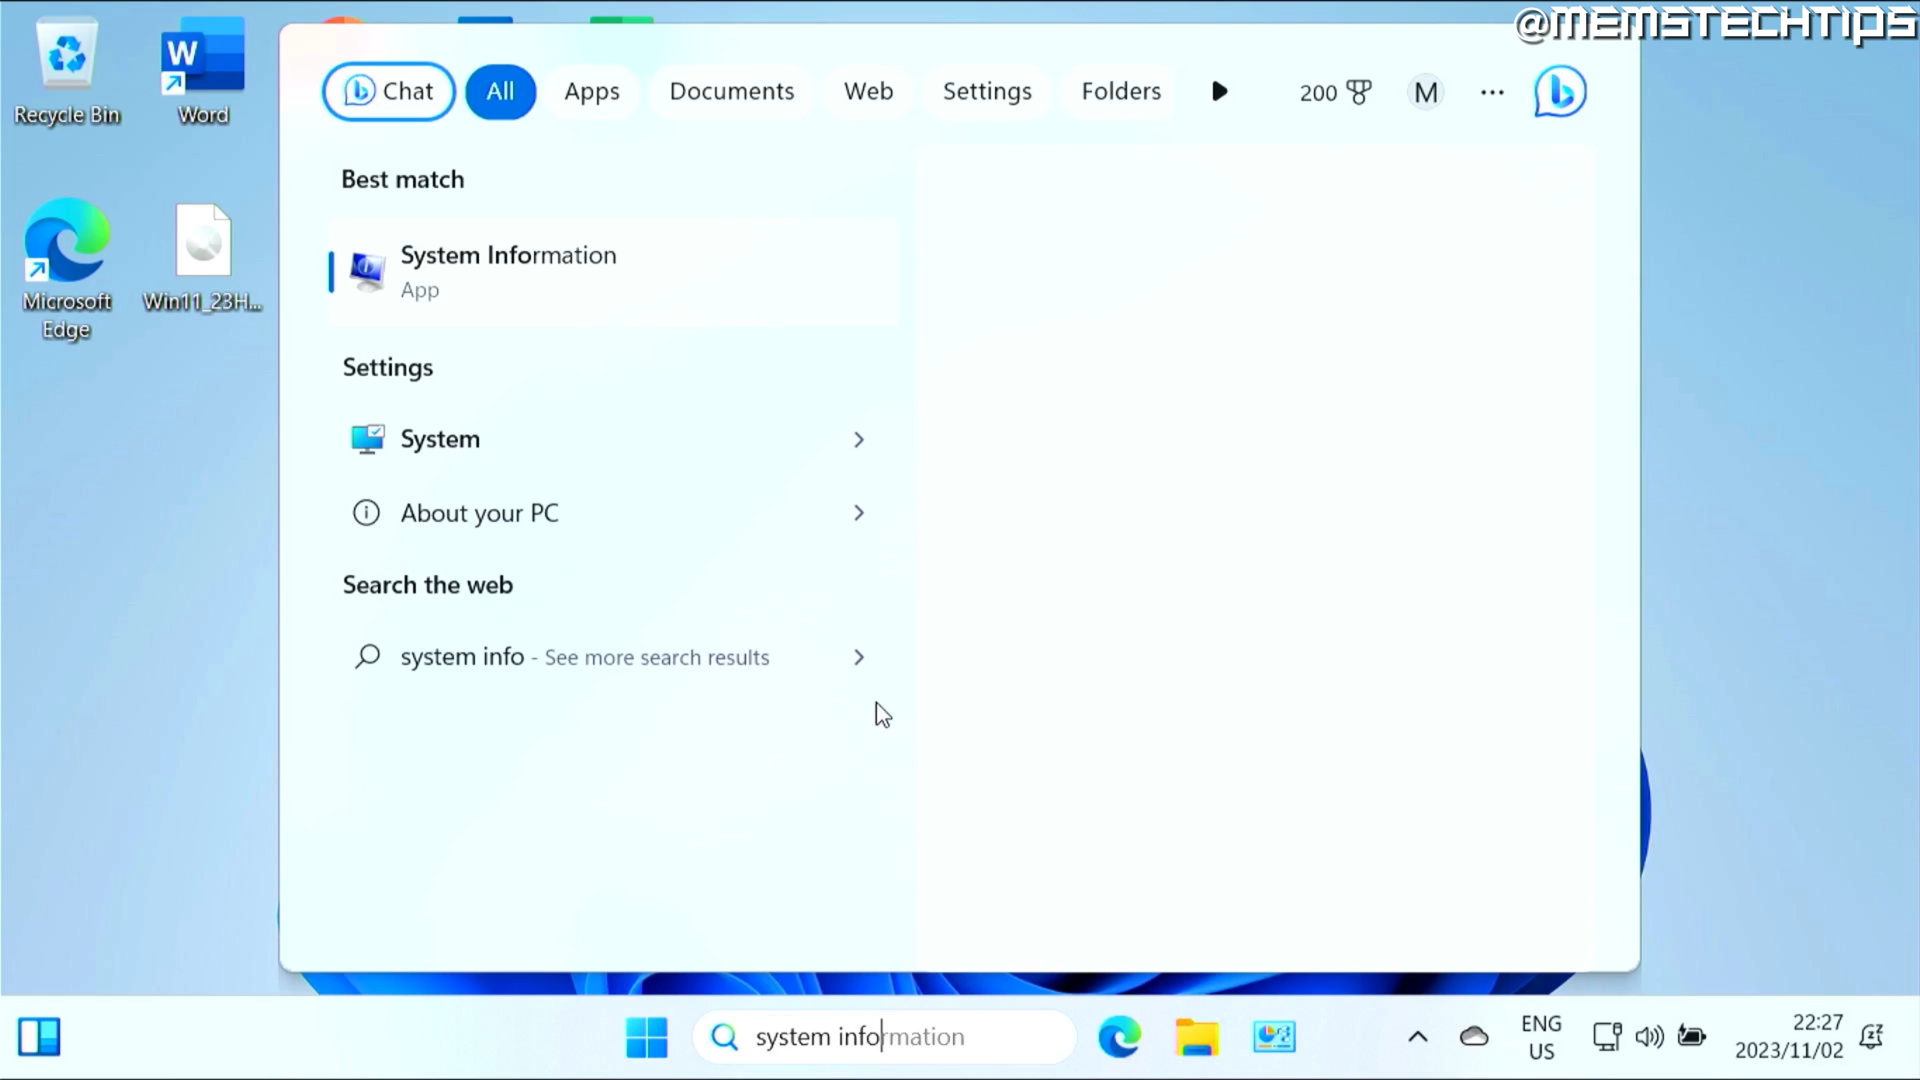 @MEMSTECHTIPS
Recycle Bin
W
Word
Microsoft
Edge
Win11_23H...
Chat
All
Apps
Documents
Web
Settings
Folders
200
M
Best match
System Information
App
Settings
System
About your PC
Search the web
system info - See more search results
system information
ENG
US
22:27
2023/11/02